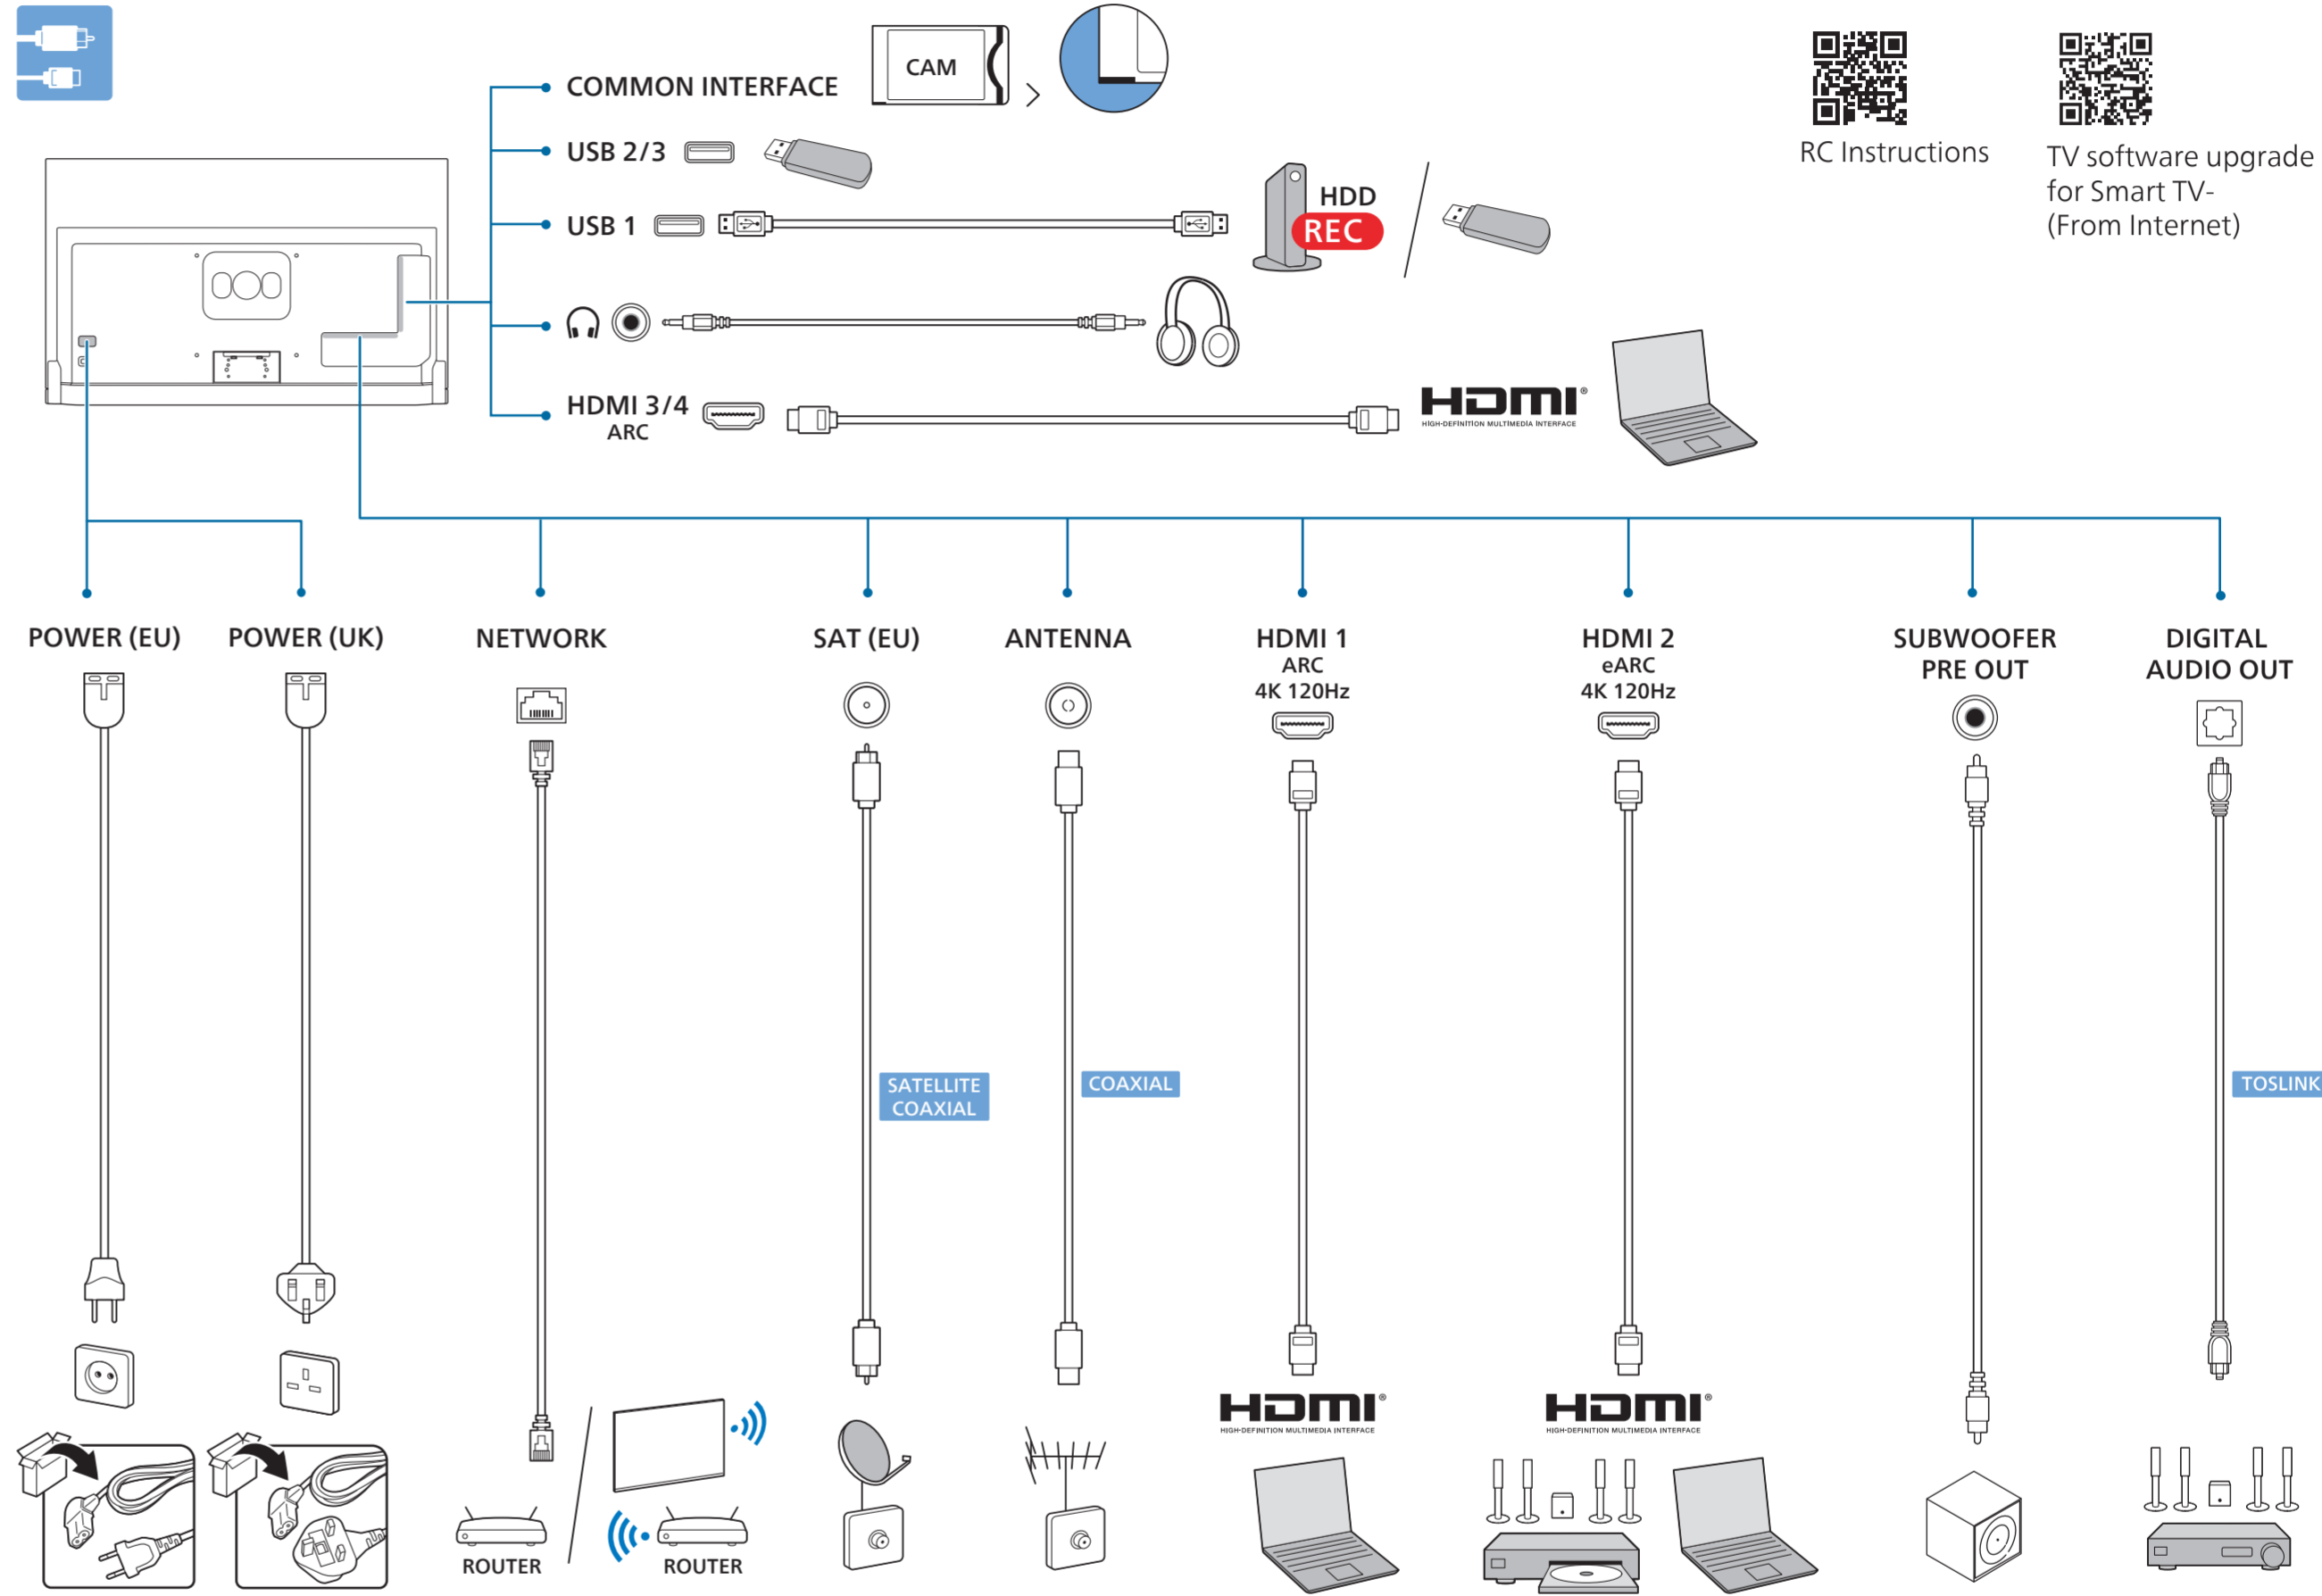 COMMON INTERFACE
CAM
RC Instructions
TV software upgrade
for Smart TV-
(From Internet)
USB 2/3
USB 1
HDD
REC
HDMI 3/4
ARC
HDMI®
HIGH-DEFINITION MULTIMEDIA INTERFACE
POWER (EU)
POWER (UK)
NETWORK
SAT (EU)
ANTENNA
HDMI 1
ARC
4K 120Hz
HDMI 2
eARC
4K 120Hz
SUBWOOFER
PRE OUT
DIGITAL
AUDIO OUT
SATELLITE
COAXIAL
COAXIAL
TOSLINK
HDMI®
HIGH-DEFINITION MULTIMEDIA INTERFACE
HDMI®
HIGH-DEFINITION MULTIMEDIA INTERFACE
ROUTER
ROUTER